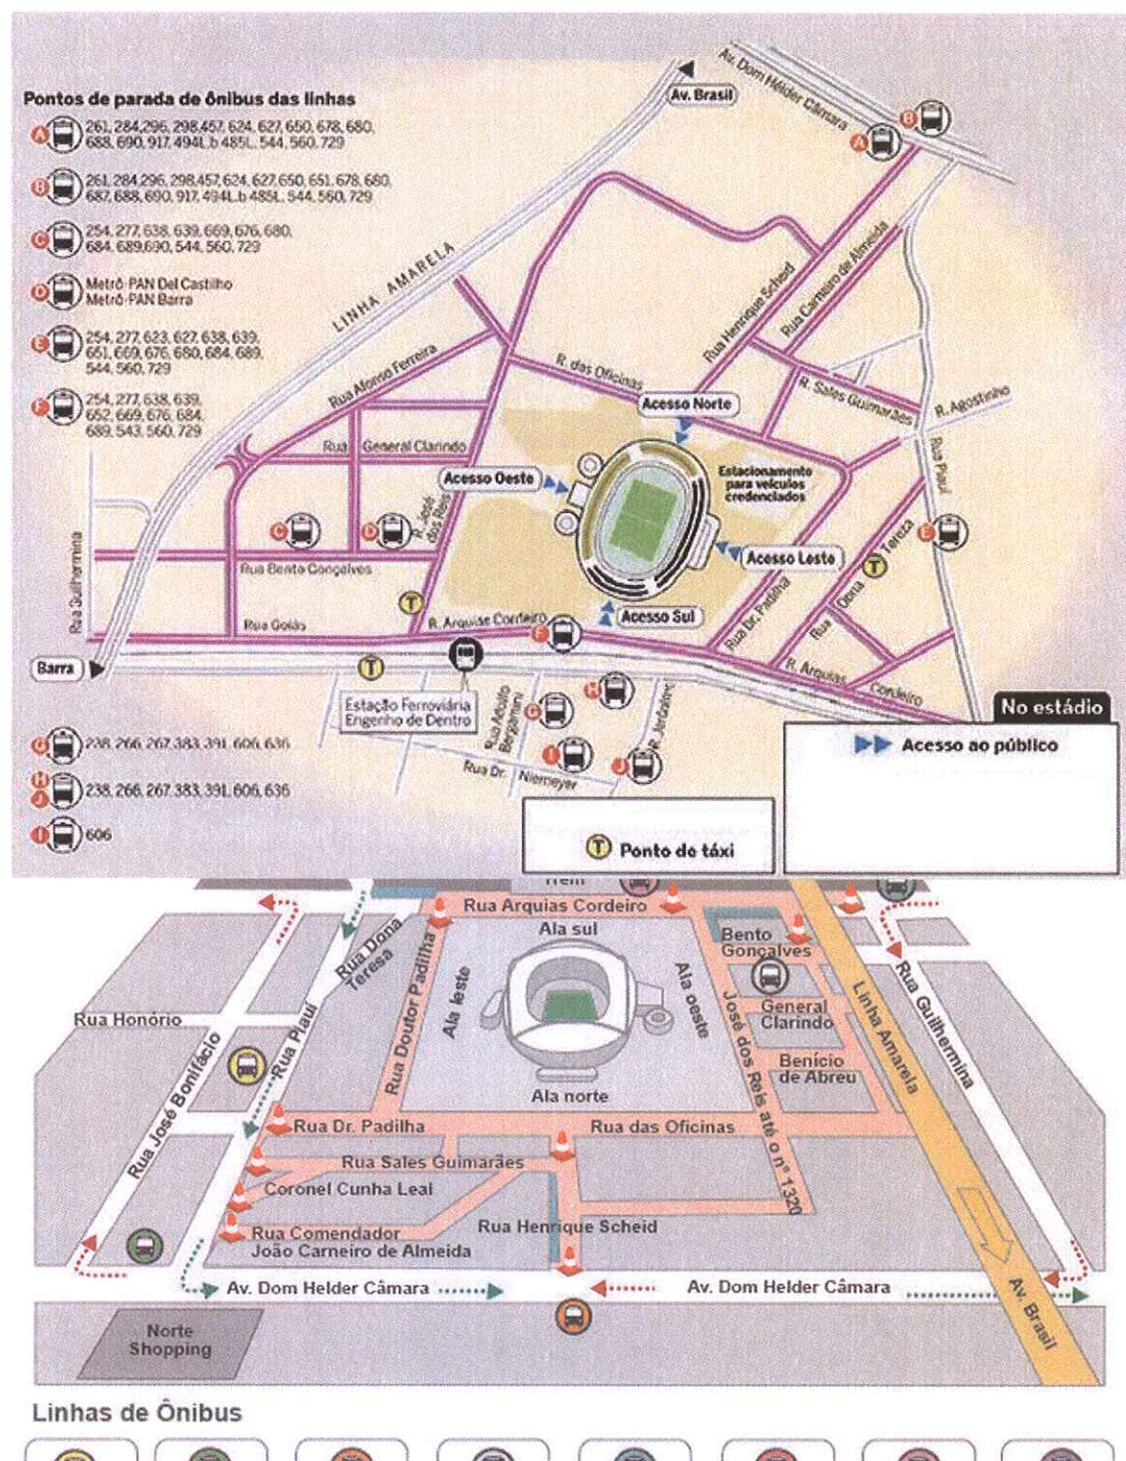 Pontos de parada de ônibus das linhas
A 261, 284,296, 298,457, 624, 627, 650, 678, 680,
688, 690, 917, 494L.b 485L, 544, 560, 729
B 261, 284,296, 298,457, 624, 627, 650, 651, 678, 680,
687, 688, 690, 917, 494L.b 485L, 544, 560, 729
C 254, 277, 638, 639, 669, 676, 680,
684, 689,690, 544, 560, 729
D Metrô-PAN Del Castilho
Metrô-PAN Barra
E 254, 277, 623, 627, 638, 639,
651, 669, 676, 680, 684, 689,
544, 560, 729
F 254, 277, 638, 639,
652, 669, 676, 684,
689, 543, 560, 729
Av. Brasil
Av. Dom Hélder Câmara
A
B
LINHA AMARELA
Rua Henrique Scheid
Rua Carneiro de Almeida
Rua Afonso Ferreira
R. das Oficinas
R. Sales Guimarães
R. Agostinho
Acesso Norte
Rua General Clarindo
Acesso Oeste
Estacionamento
para veículos
credenciados
Rua Piauí
R. José
dos Reis
C
D
E
Acesso Leste
T
Rua Dona Tereza
Rua Guilhermina
Rua Bento Gonçalves
T
Rua Goiás
R. Arquias Cordeiro
Acesso Sul
Rua Dr. Padilha
F
Barra
T
R. Arquias Cordeiro
Estação Ferroviária
Engenho de Dentro
Rua Adolfo
Bergamini
G
H
I
J
R. Jardalina
Rua Dr. Niemeyer
No estádio
Acesso ao público
G 238, 266, 267, 383, 391, 606, 636
H
J 238, 266, 267, 383, 391, 606, 636
I 606
T Ponto de táxi
Trem
Rua Arquias Cordeiro
Ala sul
Bento
Gonçalves
Rua Dona
Teresa
Rua Doutor Padilha
Ala leste
Ala oeste
José dos Reis até o nº 1320
General
Clarindo
Linha Amarela
Rua Guilhermina
Rua Honório
Rua José Bonifácio
Rua Piauí
Benício
de Abreu
Ala norte
Rua Dr. Padilha
Rua das Oficinas
Rua Sales Guimarães
Coronel Cunha Leal
Rua Henrique Scheid
Rua Comendador
João Carneiro de Almeida
Av. Dom Helder Câmara
Av. Dom Helder Câmara
Av. Brasil
Norte
Shopping
Linhas de Ônibus